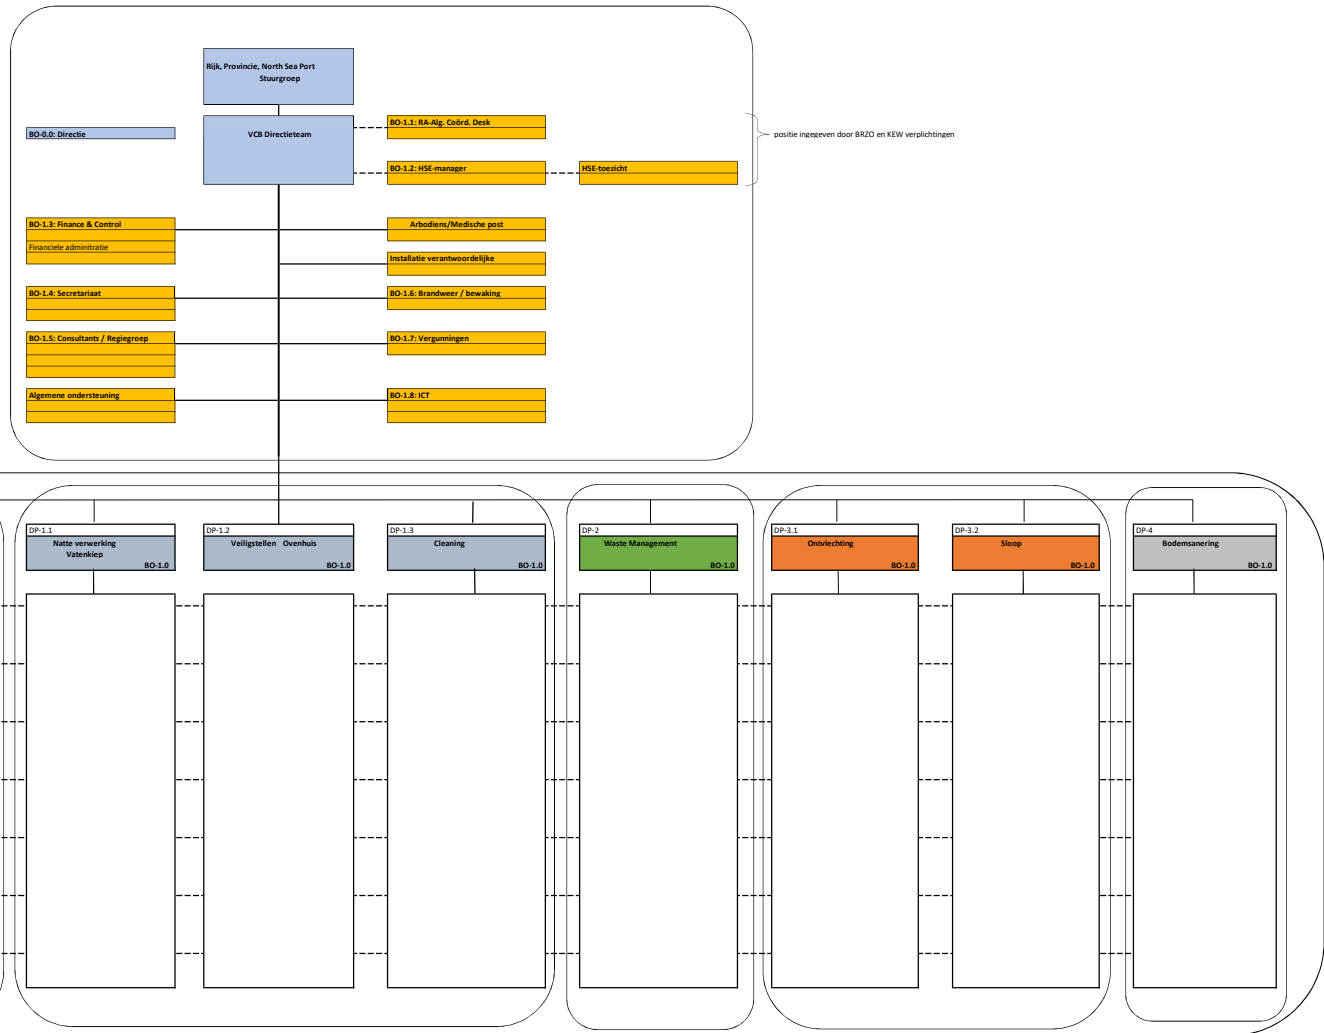 Rijk, Provincie, North Sea Port
Stuurgroep
BO-0.0: Directie
VCB Directieteam
BO-1.1: RA-Alg. Coörd. Desk
positie ingegeven door BRZO en KEW verplichtingen
BO-1.2: HSE-manager
HSE-toezicht
BO-1.3: Finance & Control
Financiele adminitratie
Arbodiens/Medische post
Installatie verantwoordelijke
BO-1.4: Secretariaat
BO-1.6: Brandweer / bewaking
BO-1.5: Consultants / Regiegroep
BO-1.7: Vergunningen
Algemene ondersteuning
BO-1.8: ICT
DP-1.1
Natte verwerking
Vatenkiep
BO-1.0
DP-1.2
Veiligstellen Ovenhuis
BO-1.0
DP-1.3
Cleaning
BO-1.0
DP-2
Waste Management
BO-1.0
DP-3.1
Ontvlechting
BO-1.0
DP-3.2
Sloop
BO-1.0
DP-4
Bodemsanering
BO-1.0